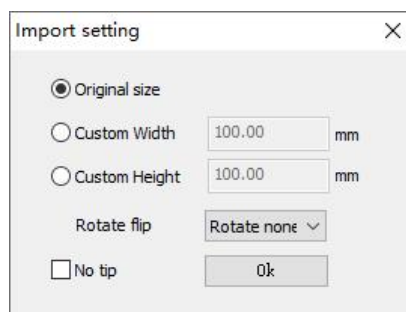 Import setting
Original size
Custom Width 100.00 mm
Custom Height 100.00 mm
Rotate flip Rotate none
No tip Ok